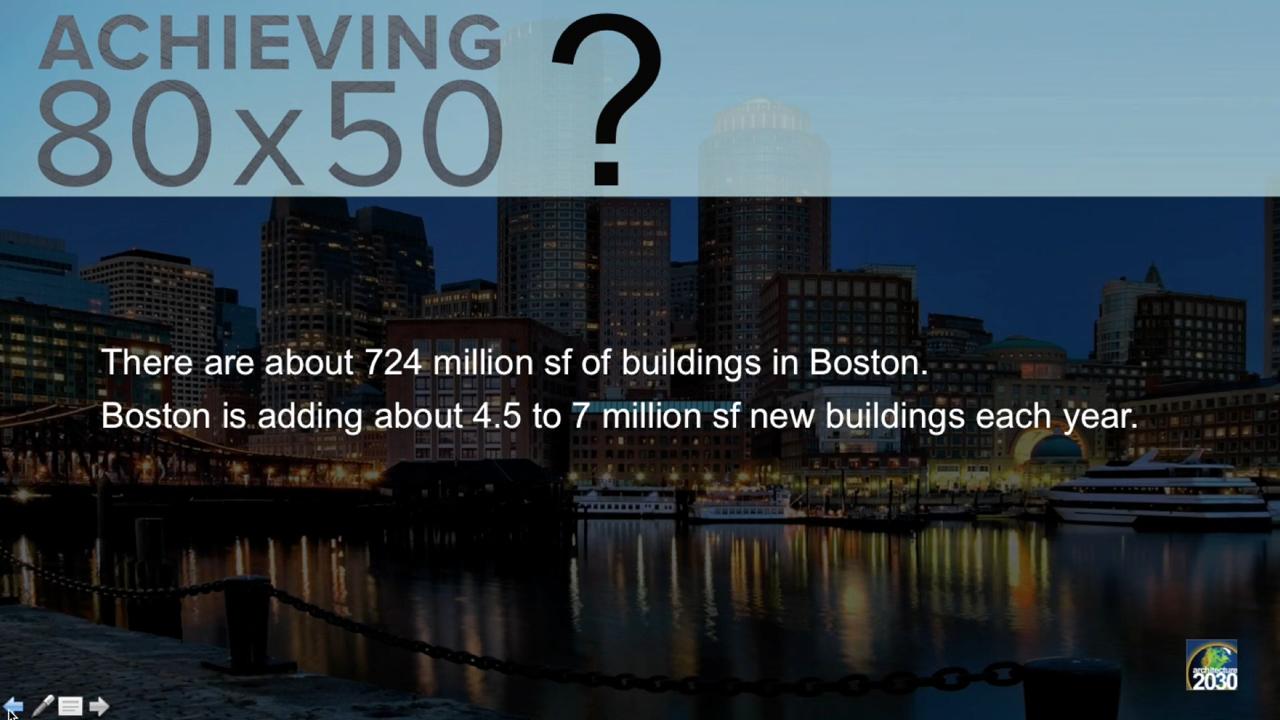 ACHIEVING
80x50 ?
There are about 724 million sf of buildings in Boston.
Boston is adding about 4.5 to 7 million sf new buildings each year.
architecture
2030